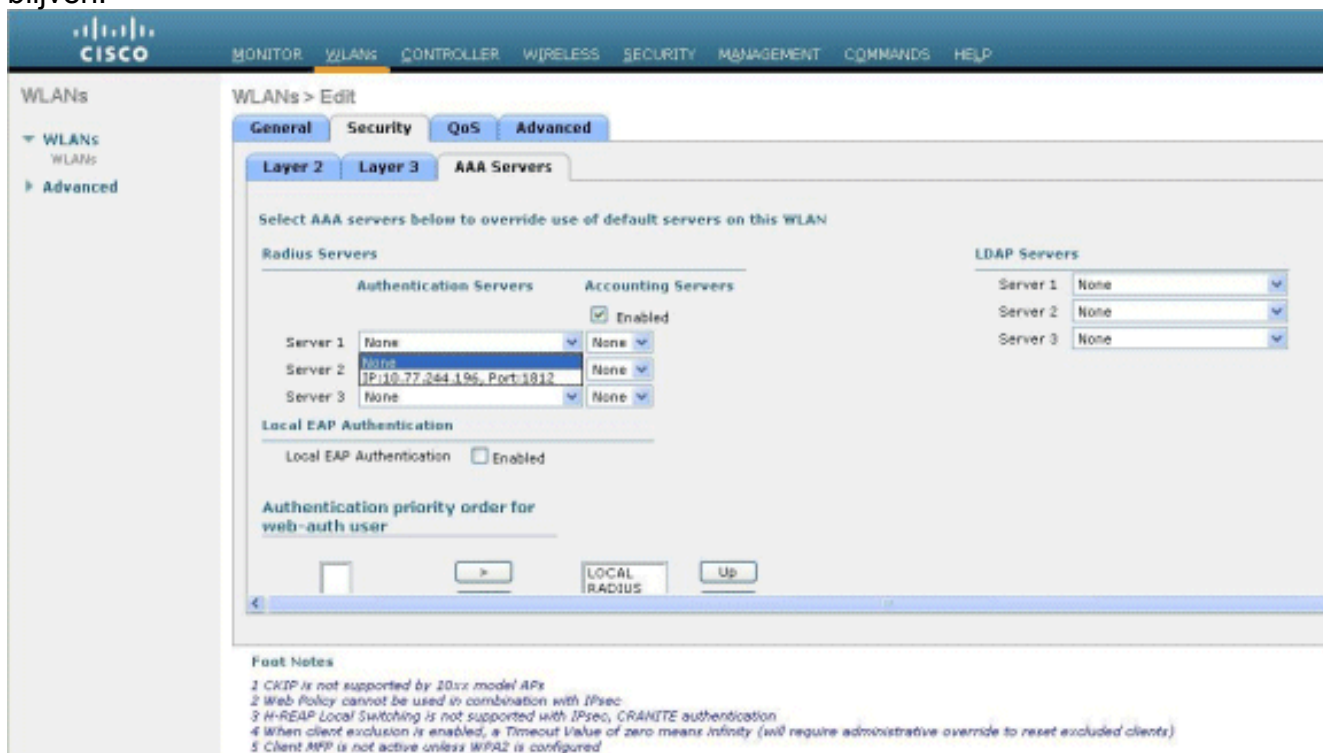 blijven.
CISCO
MONITOR WLANs CONTROLLER WIRELESS SECURITY MANAGEMENT COMMANDS HELP
WLANs
WLANs > Edit
General Security QoS Advanced
WLANs
WLANs
Advanced
Layer 2 Layer 3 AAA Servers
Select AAA servers below to override use of default servers on this WLAN
Radius Servers
LDAP Servers
Authentication Servers Accounting Servers
Server 1 None
Enabled
Server 2 None
Server 1 None None
Server 3 None
None
Server 2 None
IP:10.77.244.196, Port:1812
Server 3 None None
Local EAP Authentication
Local EAP Authentication Enabled
Authentication priority order for
web-auth user
> LOCAL Up
RADIUS
Foot Notes
1 CKIP is not supported by 10xx model APs
2 Web Policy cannot be used in combination with IPsec
3 H-REAP Local Switching is not supported with IPsec, CRANITE authentication
4 When client exclusion is enabled, a Timeout Value of zero means infinity (will require administrative override to reset excluded clients)
5 Client MFP is not active unless WPA2 is configured